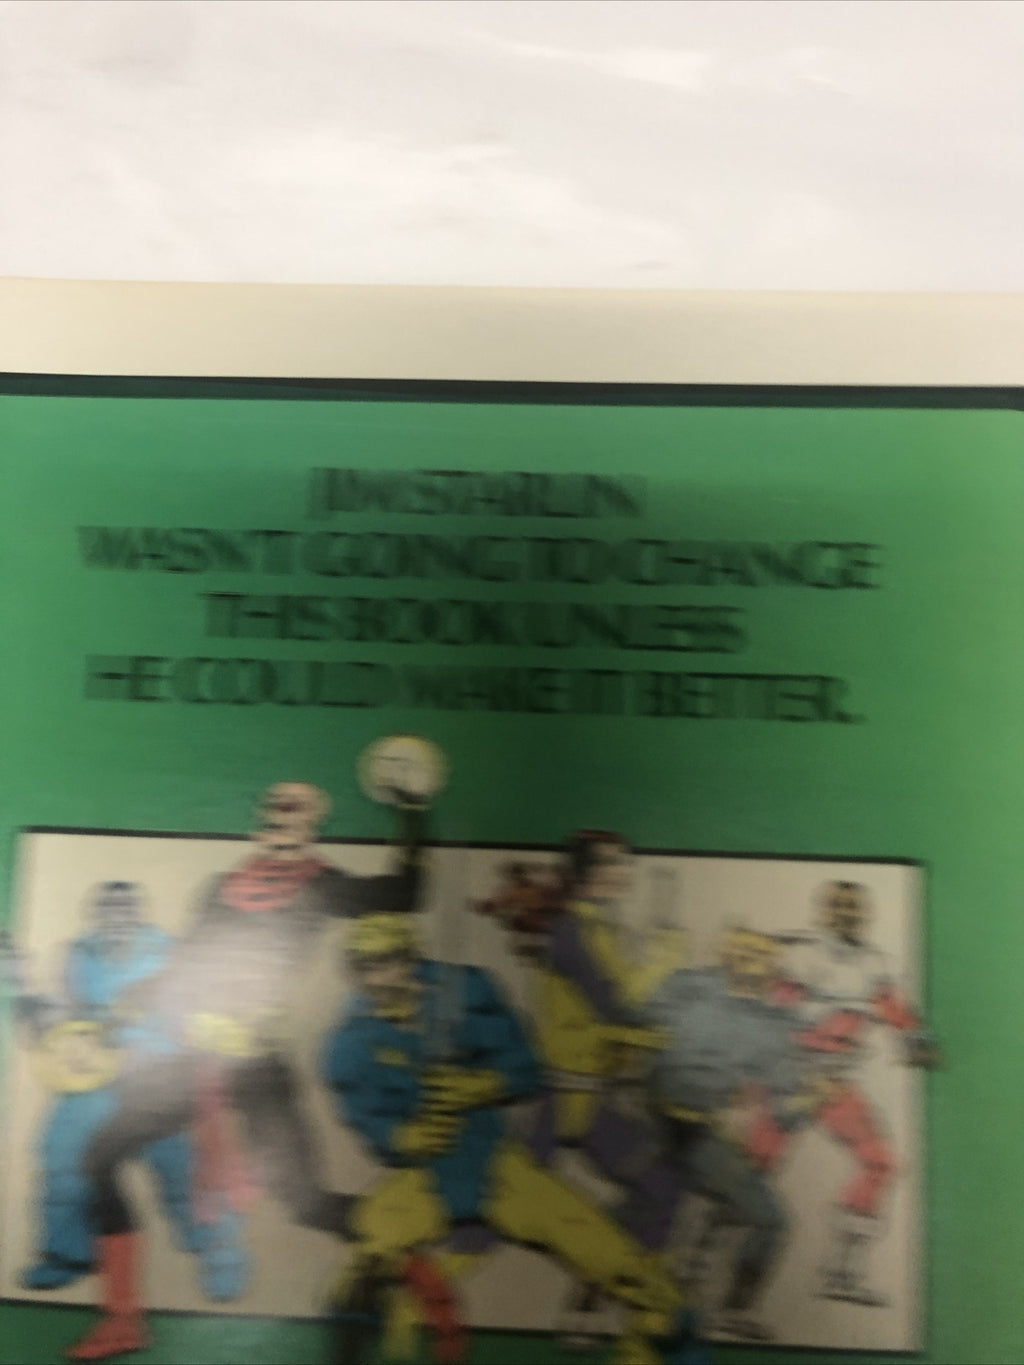 JIM STARLIN
WASN'T GOING TO CHANGE
THIS BOOK UNLESS
HE COULD MAKE IT BETTER.